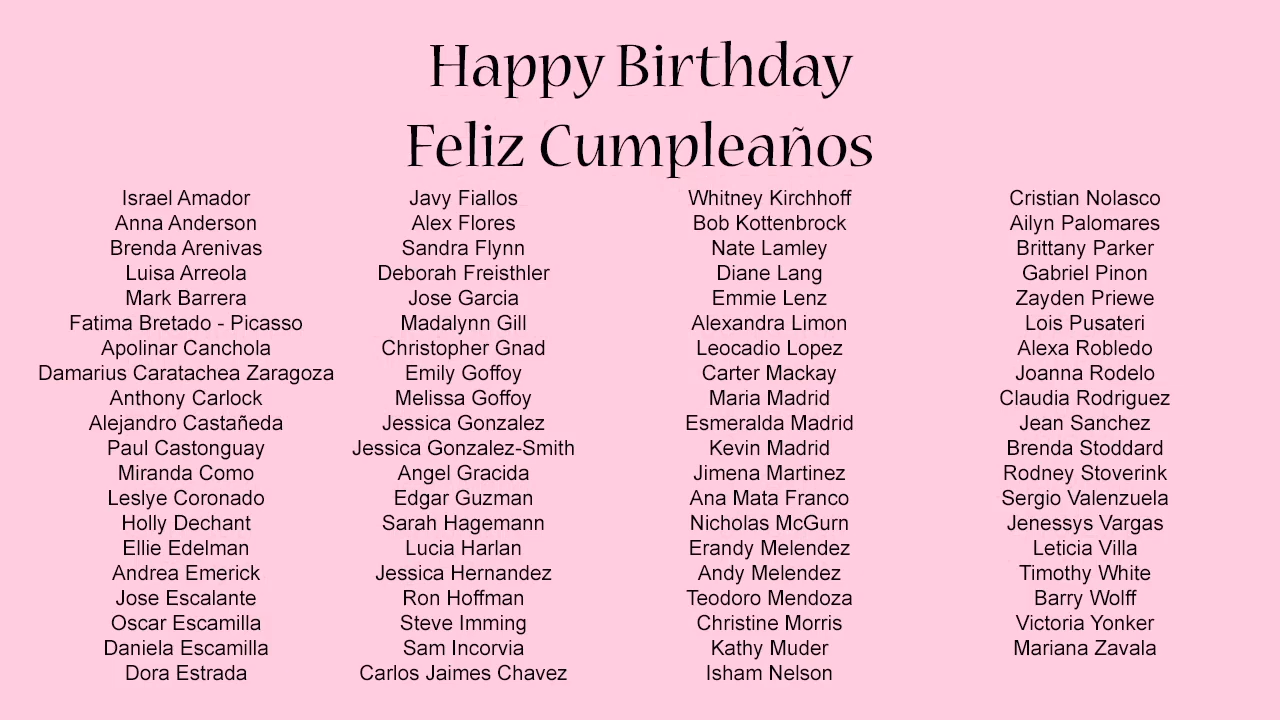 Happy Birthday
Feliz Cumpleaños
Israel Amador
Anna Anderson
Brenda Arenivas
Luisa Arreola
Mark Barrera
Fatima Bretado - Picasso
Apolinar Canchola
Damarius Caratachea Zaragoza
Anthony Carlock
Alejandro Castañeda
Paul Castonguay
Miranda Como
Leslye Coronado
Holly Dechant
Ellie Edelman
Andrea Emerick
Jose Escalante
Oscar Escamilla
Daniela Escamilla
Dora Estrada
Javy Fiallos
Alex Flores
Sandra Flynn
Deborah Freisthler
Jose Garcia
Madalynn Gill
Christopher Gnad
Emily Goffoy
Melissa Goffoy
Jessica Gonzalez
Jessica Gonzalez-Smith
Angel Gracida
Edgar Guzman
Sarah Hagemann
Lucia Harlan
Jessica Hernandez
Ron Hoffman
Steve Imming
Sam Incorvia
Carlos Jaimes Chavez
Whitney Kirchhoff
Bob Kottenbrock
Nate Lamley
Diane Lang
Emmie Lenz
Alexandra Limon
Leocadio Lopez
Carter Mackay
Maria Madrid
Esmeralda Madrid
Kevin Madrid
Jimena Martinez
Ana Mata Franco
Nicholas McGurn
Erandy Melendez
Andy Melendez
Teodoro Mendoza
Christine Morris
Kathy Muder
Isham Nelson
Cristian Nolasco
Ailyn Palomares
Brittany Parker
Gabriel Pinon
Zayden Priewe
Lois Pusateri
Alexa Robledo
Joanna Rodelo
Claudia Rodriguez
Jean Sanchez
Brenda Stoddard
Rodney Stoverink
Sergio Valenzuela
Jenessys Vargas
Leticia Villa
Timothy White
Barry Wolff
Victoria Yonker
Mariana Zavala